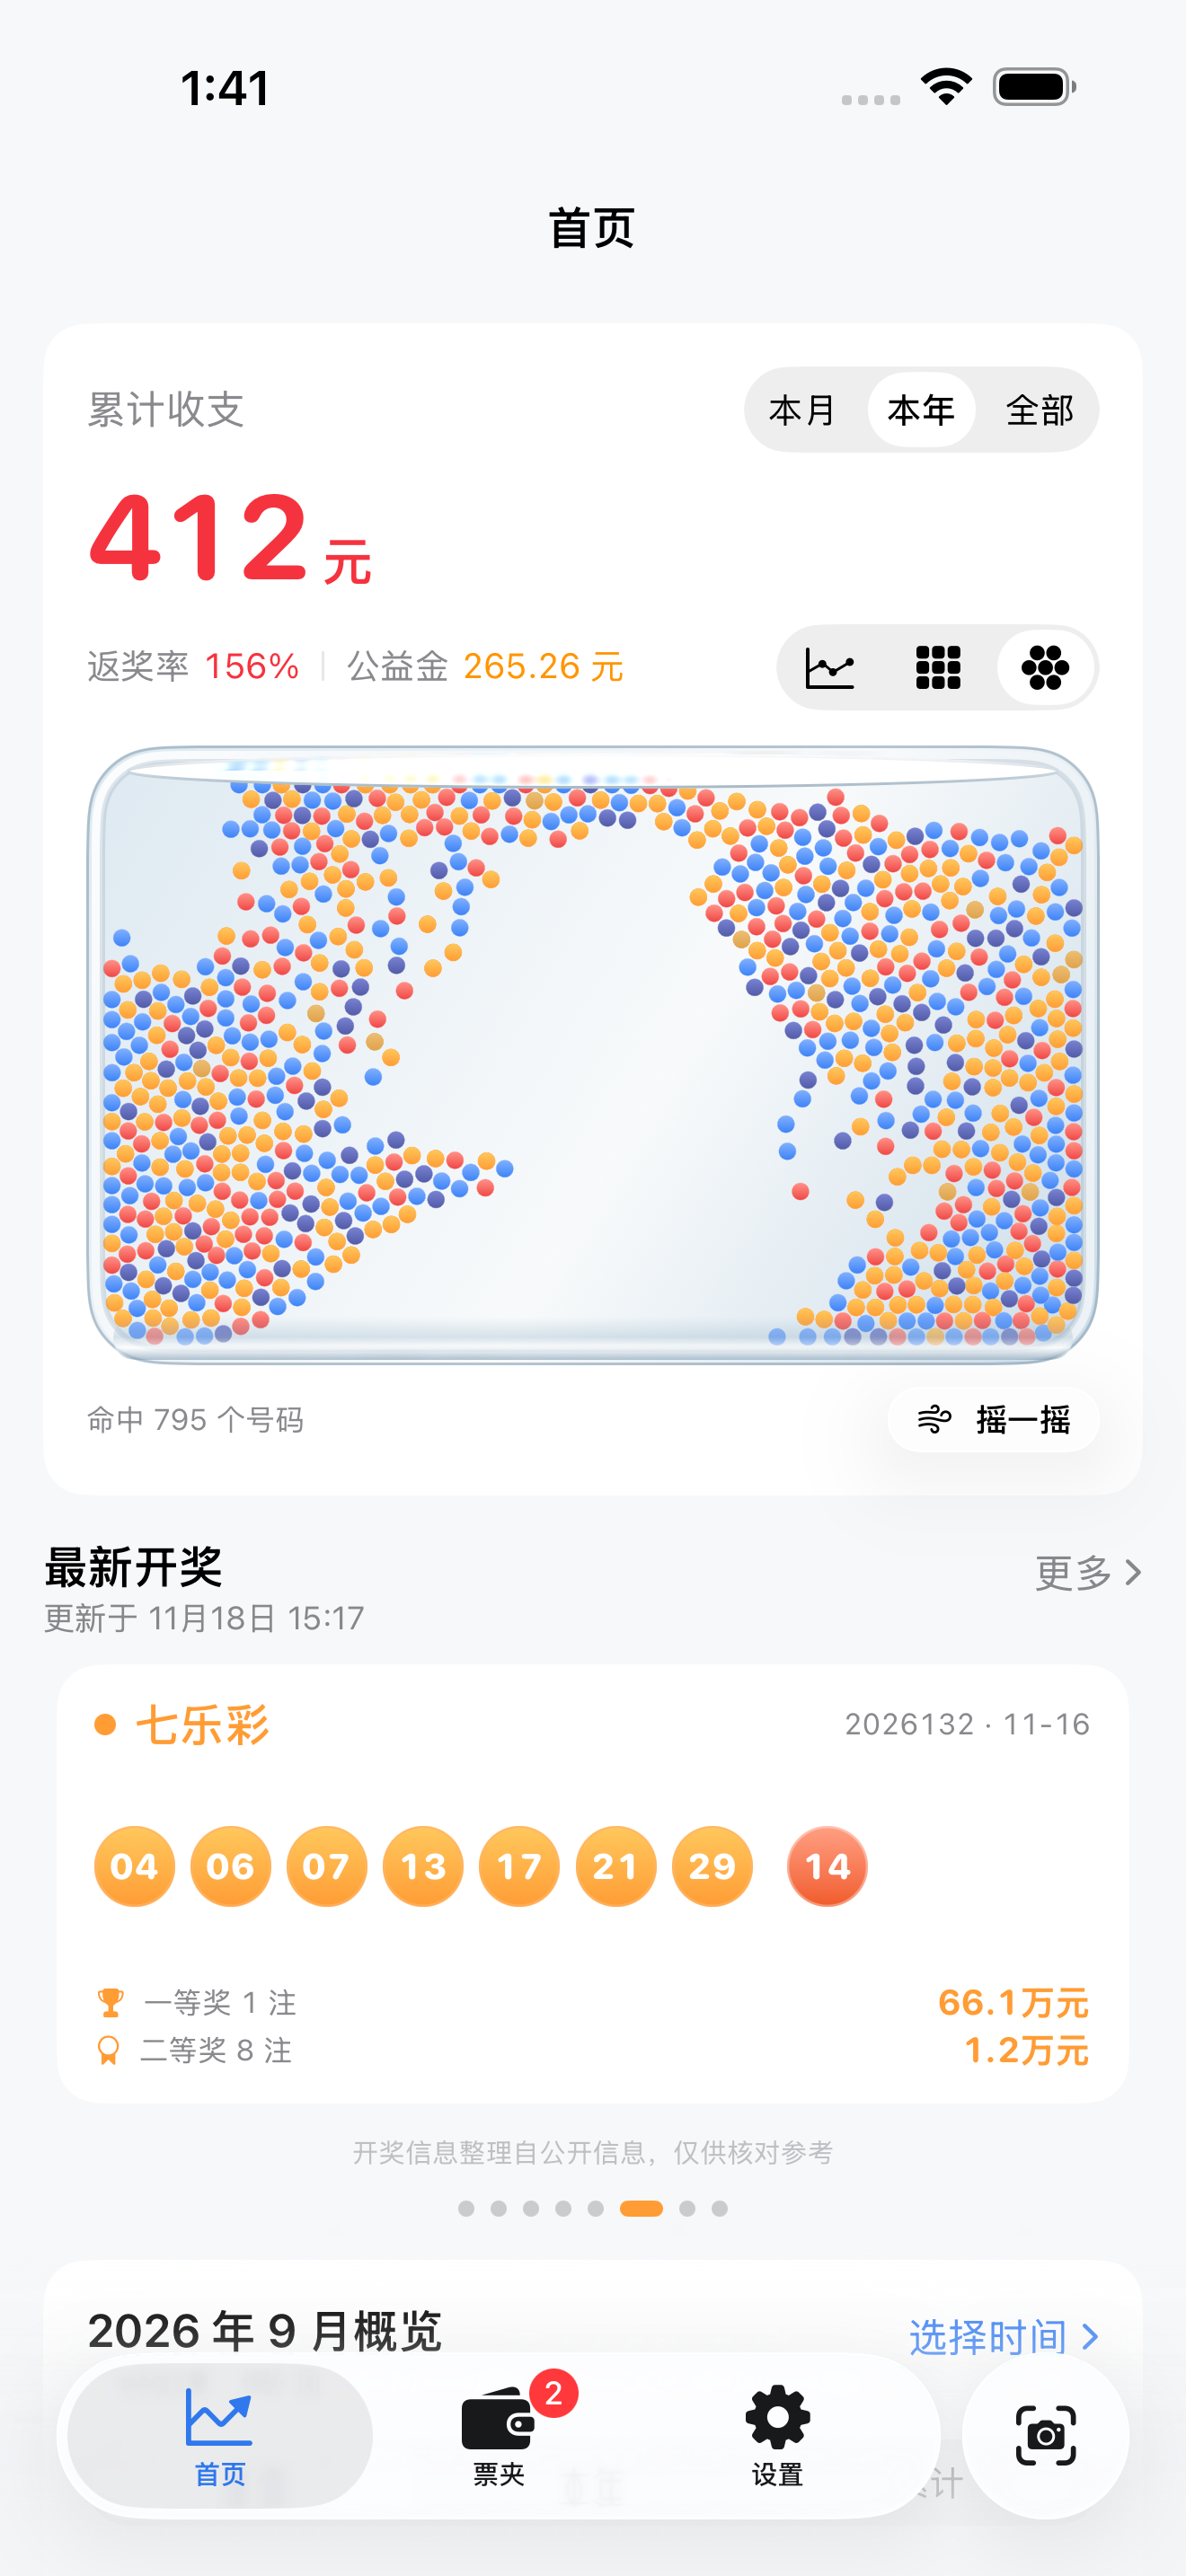 1:41
首页
累计收支
本月 本年 全部
412 元
返奖率 156% 公益金 265.26 元
命中 795 个号码
摇一摇
最新开奖
更多
更新于 11月18日 15:17
七乐彩
2026132 · 11-16
04 06 07 13 17 21 29 14
一等奖 1 注 66.1万元
二等奖 8 注 1.2万元
开奖信息整理自公开信息，仅供核对参考
2026 年 9 月概览
选择时间
2
首页 票夹 设置
计